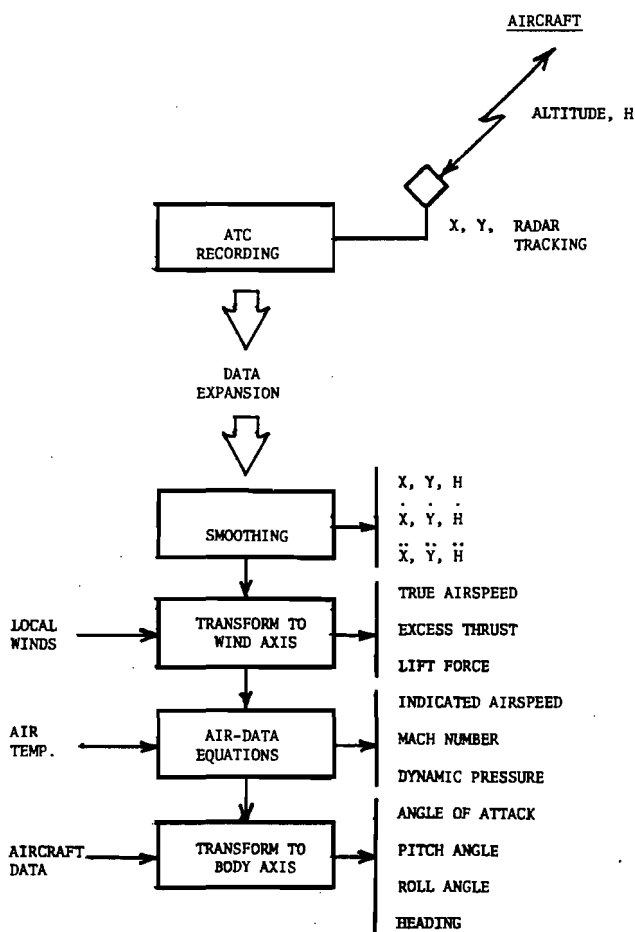 AIRCRAFT
ALTITUDE, H
X, Y, RADAR
TRACKING
ATC
RECORDING
DATA
EXPANSION
SMOOTHING
X, Y, H
Ẋ, Ẏ, Ḣ
Ẍ, Ÿ, Ḧ
LOCAL
WINDS
TRANSFORM TO
WIND AXIS
TRUE AIRSPEED
EXCESS THRUST
LIFT FORCE
AIR
TEMP.
AIR-DATA
EQUATIONS
INDICATED AIRSPEED
MACH NUMBER
DYNAMIC PRESSURE
AIRCRAFT
DATA
TRANSFORM TO
BODY AXIS
ANGLE OF ATTACK
PITCH ANGLE
ROLL ANGLE
HEADING